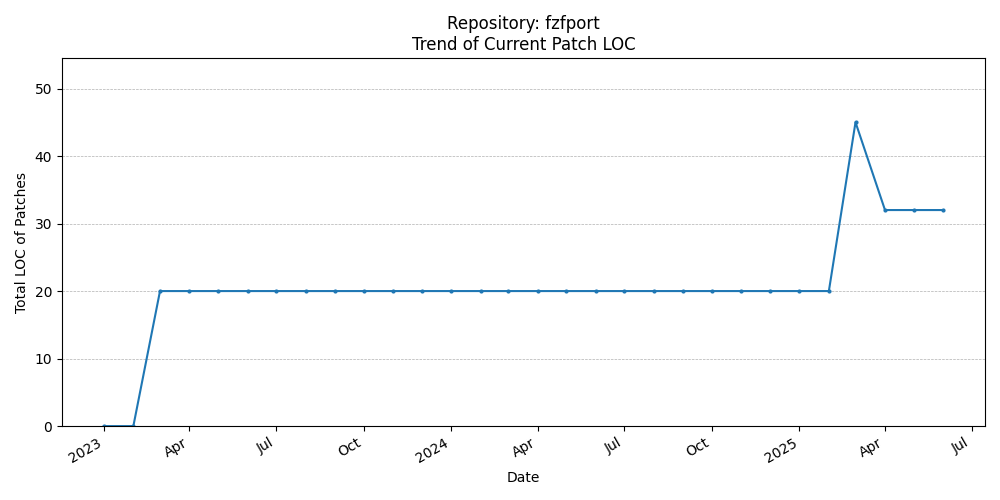 Repository: fzfport
Trend of Current Patch LOC
Total LOC of Patches
50
40
30
20
10
0
2023 Apr Jul Oct 2024 Apr Jul Oct 2025 Apr Jul
Date